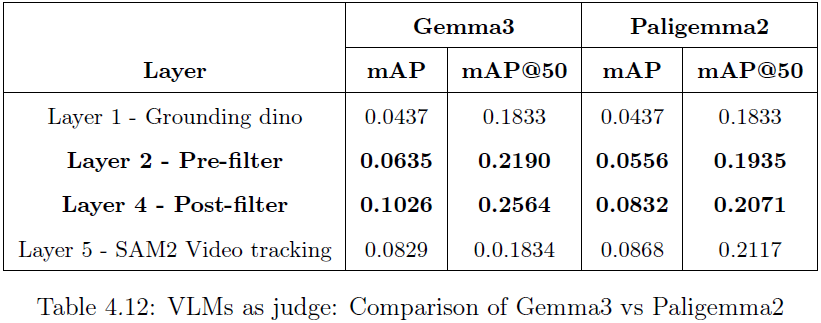 Gemma3 Paligemma2
Layer mAP mAP@50 mAP mAP@50
Layer 1 - Grounding dino 0.0437 0.1833 0.0437 0.1833
Layer 2 - Pre-filter 0.0635 0.2190 0.0556 0.1935
Layer 4 - Post-filter 0.1026 0.2564 0.0832 0.2071
Layer 5 - SAM2 Video tracking 0.0829 0.0.1834 0.0868 0.2117
Table 4.12: VLMs as judge: Comparison of Gemma3 vs Paligemma2